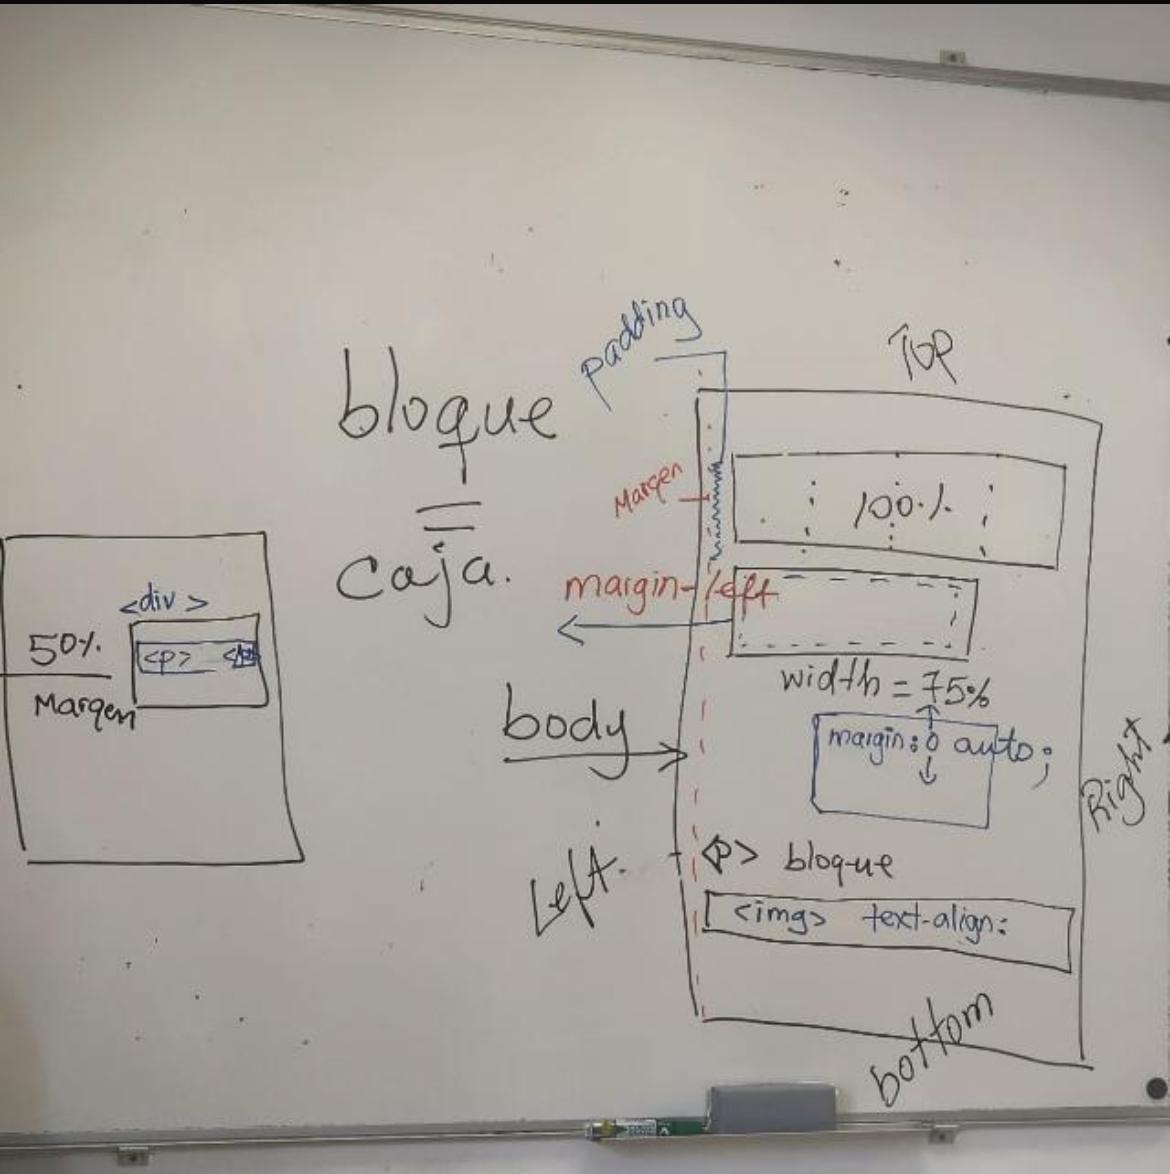 <div>
50%
Margen
<p>
bloque
=
caja.
padding
TOP
Margen
100%
margin-left
width = 75%
body
margin: 0 auto;
Right
Left.
<p> bloque
<img> text-align:
bottom